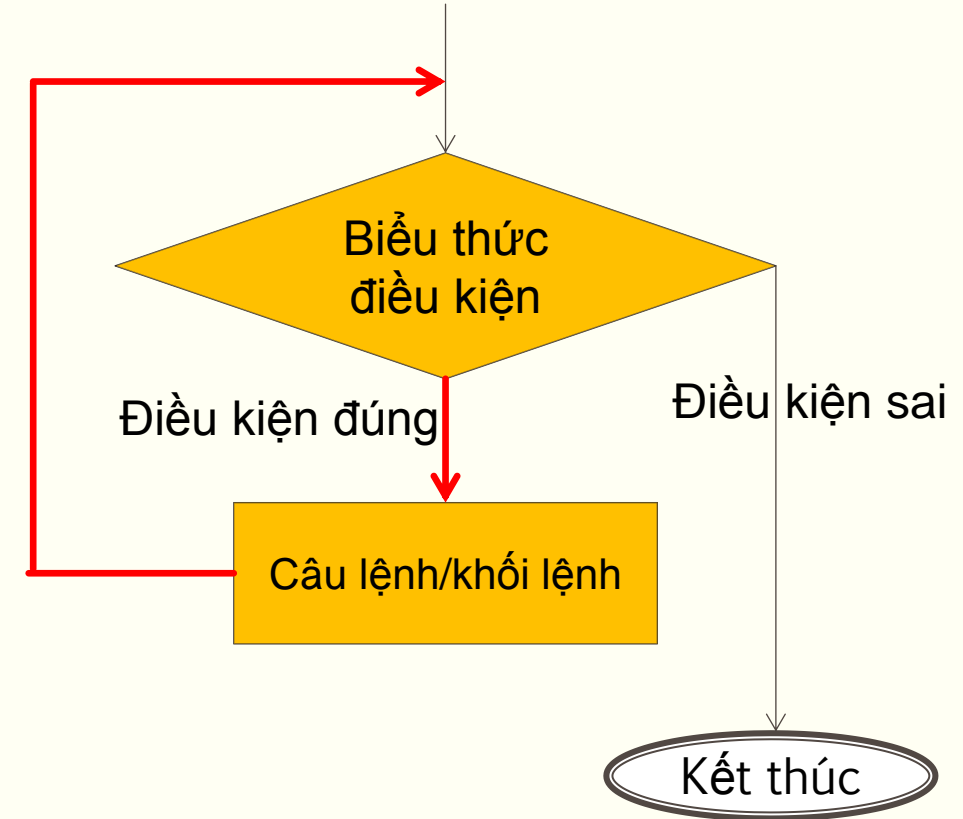 Biểu thức
điều kiện
Điều kiện đúng
Điều kiện sai
Câu lệnh/khối lệnh
Kết thúc